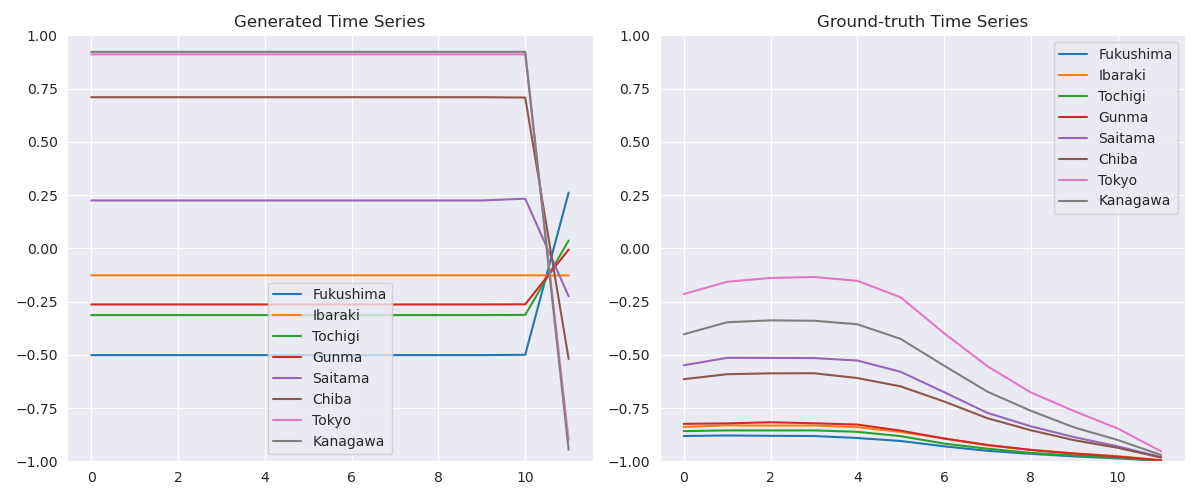 Generated Time Series
1.00
0.75
0.50
0.25
0.00
−0.25
−0.50
−0.75
−1.00
0 2 4 6 8 10
Fukushima
Ibaraki
Tochigi
Gunma
Saitama
Chiba
Tokyo
Kanagawa
Ground-truth Time Series
1.00
0.75
0.50
0.25
0.00
−0.25
−0.50
−0.75
−1.00
0 2 4 6 8 10
Fukushima
Ibaraki
Tochigi
Gunma
Saitama
Chiba
Tokyo
Kanagawa